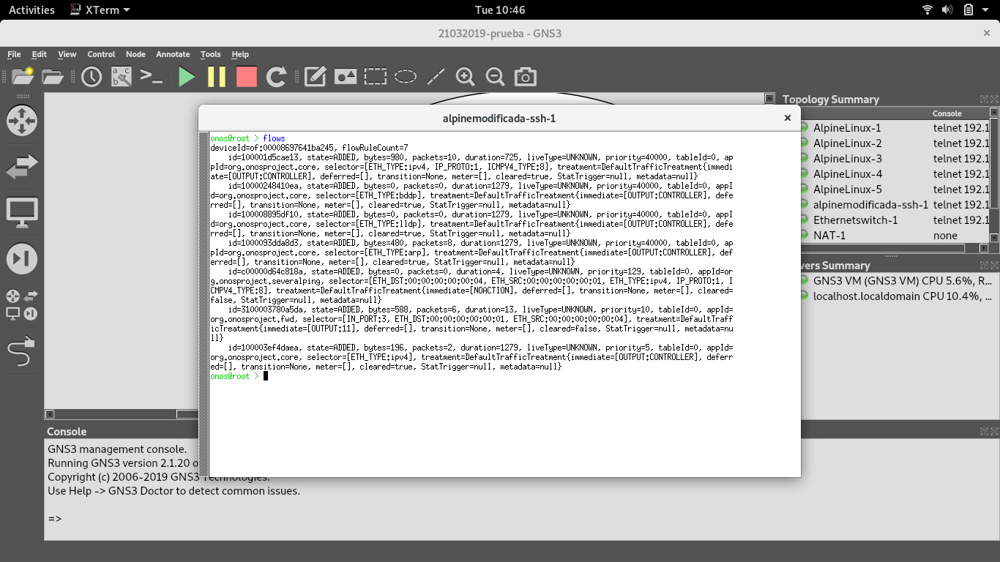 Activities XTerm Tue 10:46
21032019-prueba - GNS3
File Edit View Control Node Annotate Tools Help
alpinemodificada-ssh-1
onos@root > flows
deviceId=of:00008697641ba245, flowRuleCount=7
id=100001d5cae13, state=ADDED, bytes=980, packets=10, duration=725, liveType=UNKNOWN, priority=40000, tableId=0, ap
pId=org.onosproject.core, selector=[ETH_TYPE:ipv4, IP_PROTO:1, ICMPV4_TYPE:8], treatment=DefaultTrafficTreatment{immedi
ate=[OUTPUT:CONTROLLER], deferred=[], transition=None, meter=[], cleared=true, StatTrigger=null, metadata=null}
id=10000248410ea, state=ADDED, bytes=0, packets=0, duration=1279, liveType=UNKNOWN, priority=40000, tableId=0, appI
d=org.onosproject.core, selector=[ETH_TYPE:bddp], treatment=DefaultTrafficTreatment{immediate=[OUTPUT:CONTROLLER], defe
rred=[], transition=None, meter=[], cleared=true, StatTrigger=null, metadata=null}
id=100008895df10, state=ADDED, bytes=0, packets=0, duration=1279, liveType=UNKNOWN, priority=40000, tableId=0, appI
d=org.onosproject.core, selector=[ETH_TYPE:lldp], treatment=DefaultTrafficTreatment{immediate=[OUTPUT:CONTROLLER], defe
rred=[], transition=None, meter=[], cleared=true, StatTrigger=null, metadata=null}
id=1000093dda8d3, state=ADDED, bytes=480, packets=8, duration=1279, liveType=UNKNOWN, priority=40000, tableId=0, ap
pId=org.onosproject.core, selector=[ETH_TYPE:arp], treatment=DefaultTrafficTreatment{immediate=[OUTPUT:CONTROLLER], def
erred=[], transition=None, meter=[], cleared=true, StatTrigger=null, metadata=null}
id=c00000d64c818a, state=ADDED, bytes=0, packets=0, duration=4, liveType=UNKNOWN, priority=129, tableId=0, appId=or
g.onosproject.severalping, selector=[ETH_DST:00:00:00:00:00:04, ETH_SRC:00:00:00:00:00:01, ETH_TYPE:ipv4, IP_PROTO:1, I
CMPV4_TYPE:8], treatment=DefaultTrafficTreatment{immediate=[NOACTION], deferred=[], transition=None, meter=[], cleared=
false, StatTrigger=null, metadata=null}
id=3100003780a5da, state=ADDED, bytes=588, packets=6, duration=13, liveType=UNKNOWN, priority=10, tableId=0, appId=
org.onosproject.fwd, selector=[IN_PORT:3, ETH_DST:00:00:00:00:00:01, ETH_SRC:00:00:00:00:00:04], treatment=DefaultTraff
icTreatment{immediate=[OUTPUT:11], deferred=[], transition=None, meter=[], cleared=false, StatTrigger=null, metadata=nu
ll}
id=100003ef4daea, state=ADDED, bytes=196, packets=2, duration=1279, liveType=UNKNOWN, priority=5, tableId=0, appId=
org.onosproject.core, selector=[ETH_TYPE:ipv4], treatment=DefaultTrafficTreatment{immediate=[OUTPUT:CONTROLLER], deferr
ed=[], transition=None, meter=[], cleared=true, StatTrigger=null, metadata=null}
onos@root >
Topology Summary
Console
AlpineLinux-1 telnet 192.1
AlpineLinux-2 telnet 192.1
AlpineLinux-3 telnet 192.1
AlpineLinux-4 telnet 192.1
AlpineLinux-5 telnet 192.1
alpinemodificada-ssh-1 telnet 192.1
Ethernetswitch-1 telnet 192.1
NAT-1 none
vers Summary
GNS3 VM (GNS3 VM) CPU 5.6%, R...
localhost.localdomain CPU 10.4%, ...
Console
GNS3 management console.
Running GNS3 version 2.1.20 o
Copyright (c) 2006-2019 GNS3 Technologies.
Use Help -> GNS3 Doctor to detect common issues.
=>